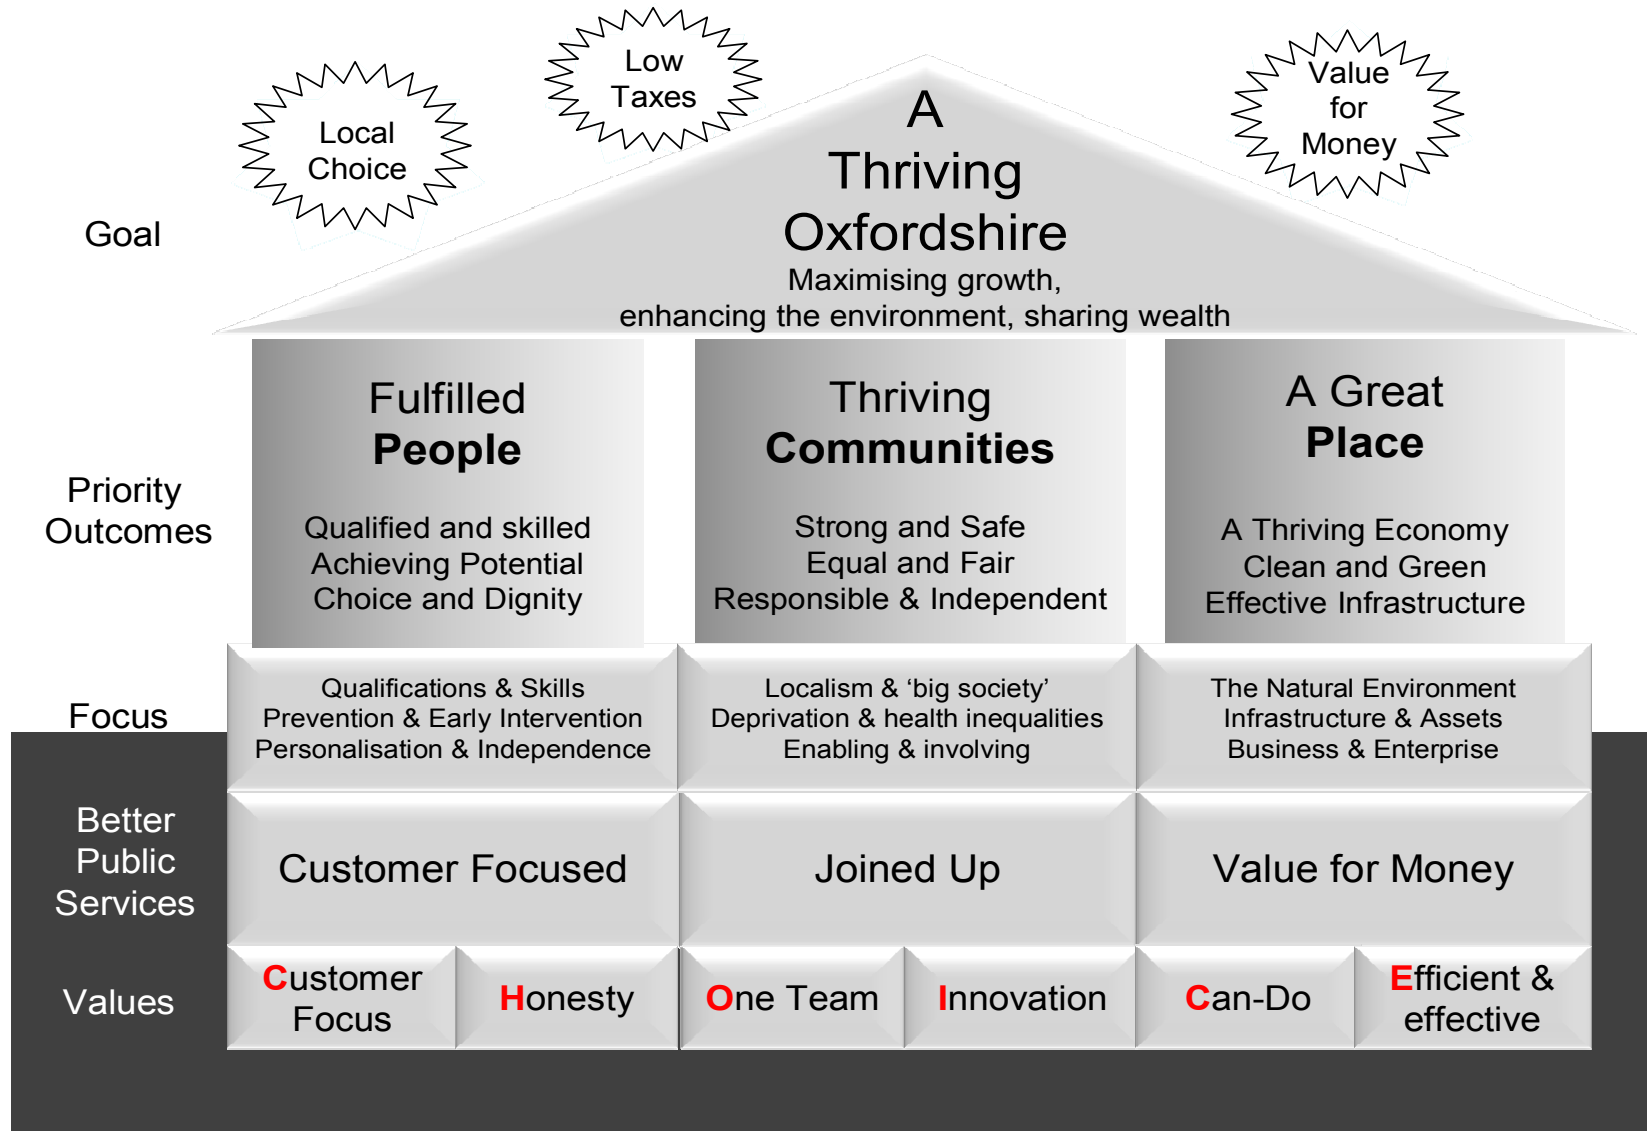 Local
Choice
Low
Taxes
Value
for
Money
Goal
A
Thriving
Oxfordshire
Maximising growth,
enhancing the environment, sharing wealth
Priority
Outcomes
Fulfilled
People
Qualified and skilled
Achieving Potential
Choice and Dignity
Thriving
Communities
Strong and Safe
Equal and Fair
Responsible & Independent
A Great
Place
A Thriving Economy
Clean and Green
Effective Infrastructure
Focus
Qualifications & Skills
Prevention & Early Intervention
Personalisation & Independence
Localism & ‘big society’
Deprivation & health inequalities
Enabling & involving
The Natural Environment
Infrastructure & Assets
Business & Enterprise
Better
Public
Services
Customer Focused
Joined Up
Value for Money
Values
Customer
Focus
Honesty
One Team
Innovation
Can-Do
Efficient &
effective